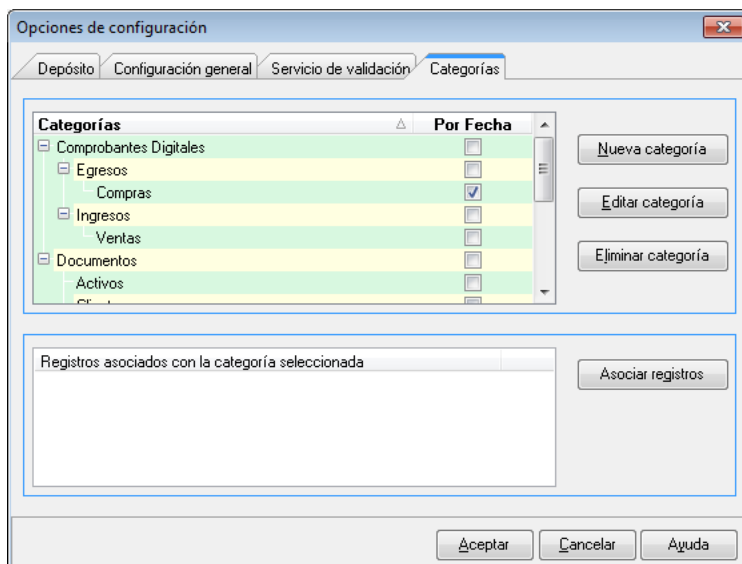 Opciones de configuración
Depósito Configuración general Servicio de validación Categorías
Categorías Por Fecha
Comprobantes Digitales
Egresos
Compras
Ingresos
Ventas
Documentos
Activos
Nueva categoría
Editar categoría
Eliminar categoría
Registros asociados con la categoría seleccionada
Asociar registros
Aceptar Cancelar Ayuda